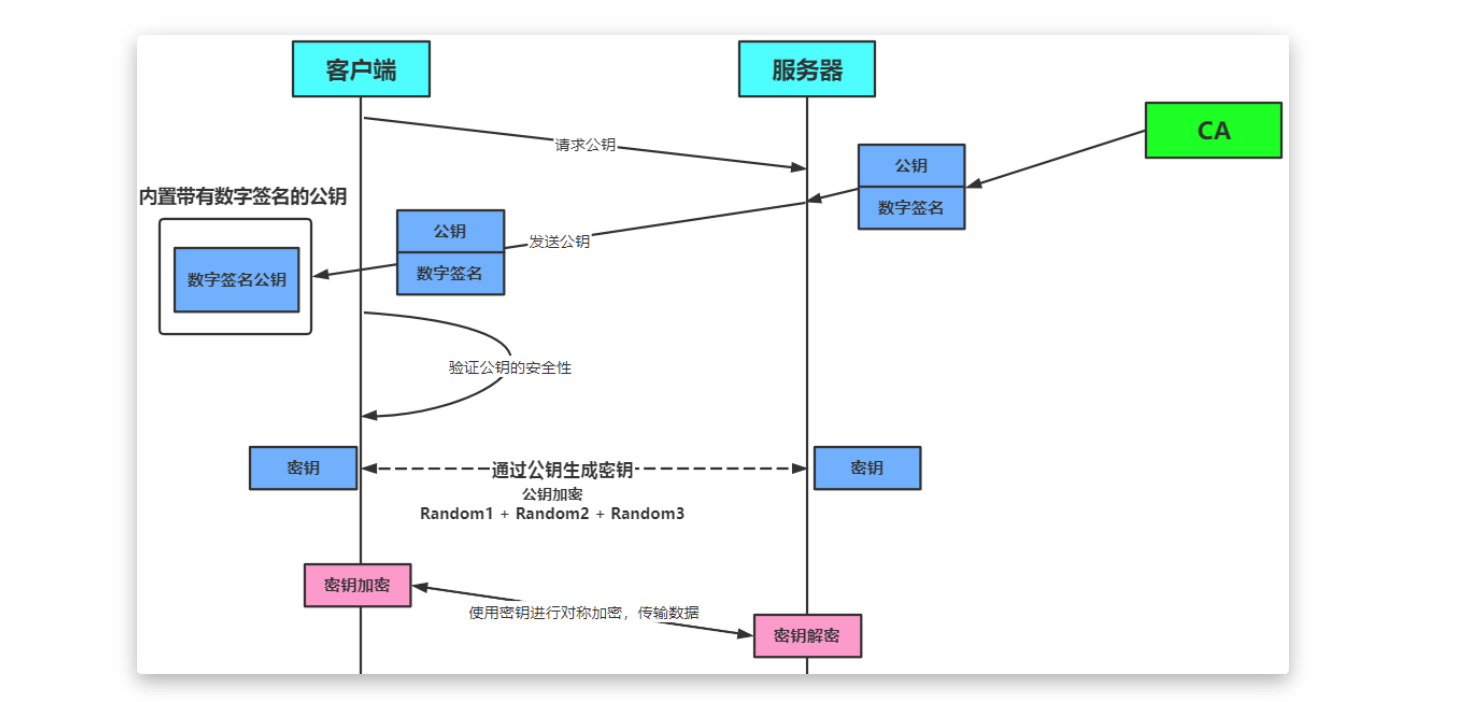 客户端
服务器
CA
请求公钥
公钥
数字签名
内置带有数字签名的公钥
公钥
数字签名
发送公钥
数字签名公钥
验证公钥的安全性
密钥
通过公钥生成密钥
密钥
公钥加密
Random1 + Random2 + Random3
密钥加密
使用密钥进行对称加密，传输数据
密钥解密